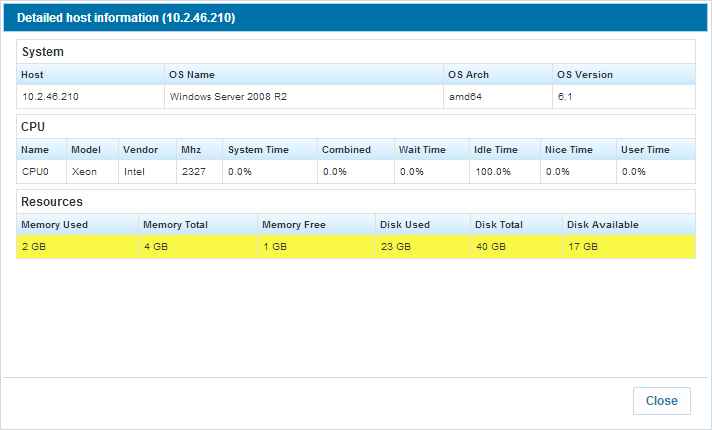 Detailed host information (10.2.46.210)
System
Host OS Name OS Arch OS Version
10.2.46.210 Windows Server 2008 R2 amd64 6.1
CPU
Name Model Vendor Mhz System Time Combined Wait Time Idle Time Nice Time User Time
CPU0 Xeon Intel 2327 0.0% 0.0% 0.0% 100.0% 0.0% 0.0%
Resources
Memory Used Memory Total Memory Free Disk Used Disk Total Disk Available
2 GB 4 GB 1 GB 23 GB 40 GB 17 GB
Close